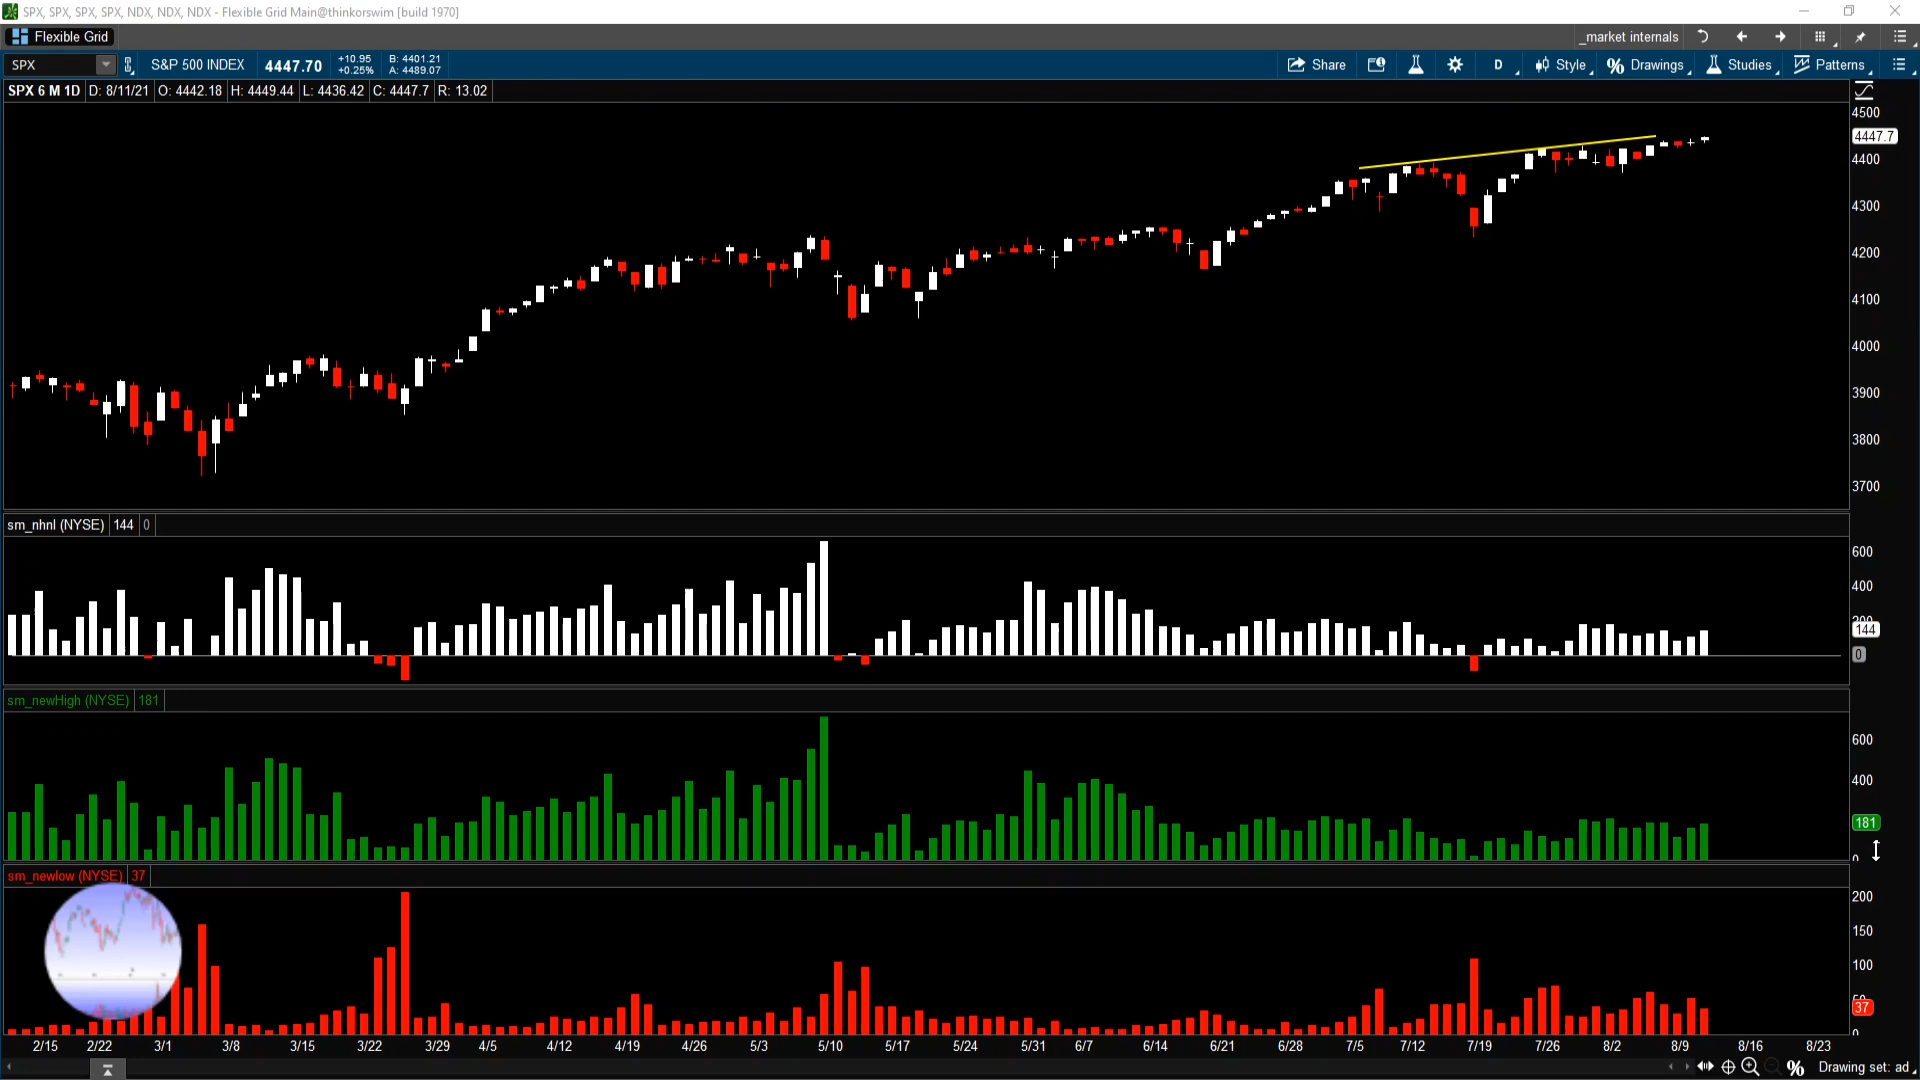 SPX, SPX, SPX, SPX, NDX, NDX, NDX - Flexible Grid Main@thinkorswim [build 1970]
Flexible Grid
_market internals
SPX
S&P 500 INDEX
4447.70
+10.95
+0.25%
B: 4401.21
A: 4489.07
Share
D
Style
Drawings
Studies
Patterns
SPX 6 M 1D D: 8/11/21 O: 4442.18 H: 4449.44 L: 4436.42 C: 4447.7 R: 13.02
4500
4447.7
4400
4300
4200
4100
4000
3900
3800
3700
sm_nhnl (NYSE) 144 0
600
400
200
144
0
sm_newHigh (NYSE) 181
600
400
181
0
sm_newlow (NYSE) 37
200
150
100
50
37
0
2/15 2/22 3/1 3/8 3/15 3/22 3/29 4/5 4/12 4/19 4/26 5/3 5/10 5/17 5/24 5/31 6/7 6/14 6/21 6/28 7/5 7/12 7/19 7/26 8/2 8/9 8/16 8/23
Drawing set: ad